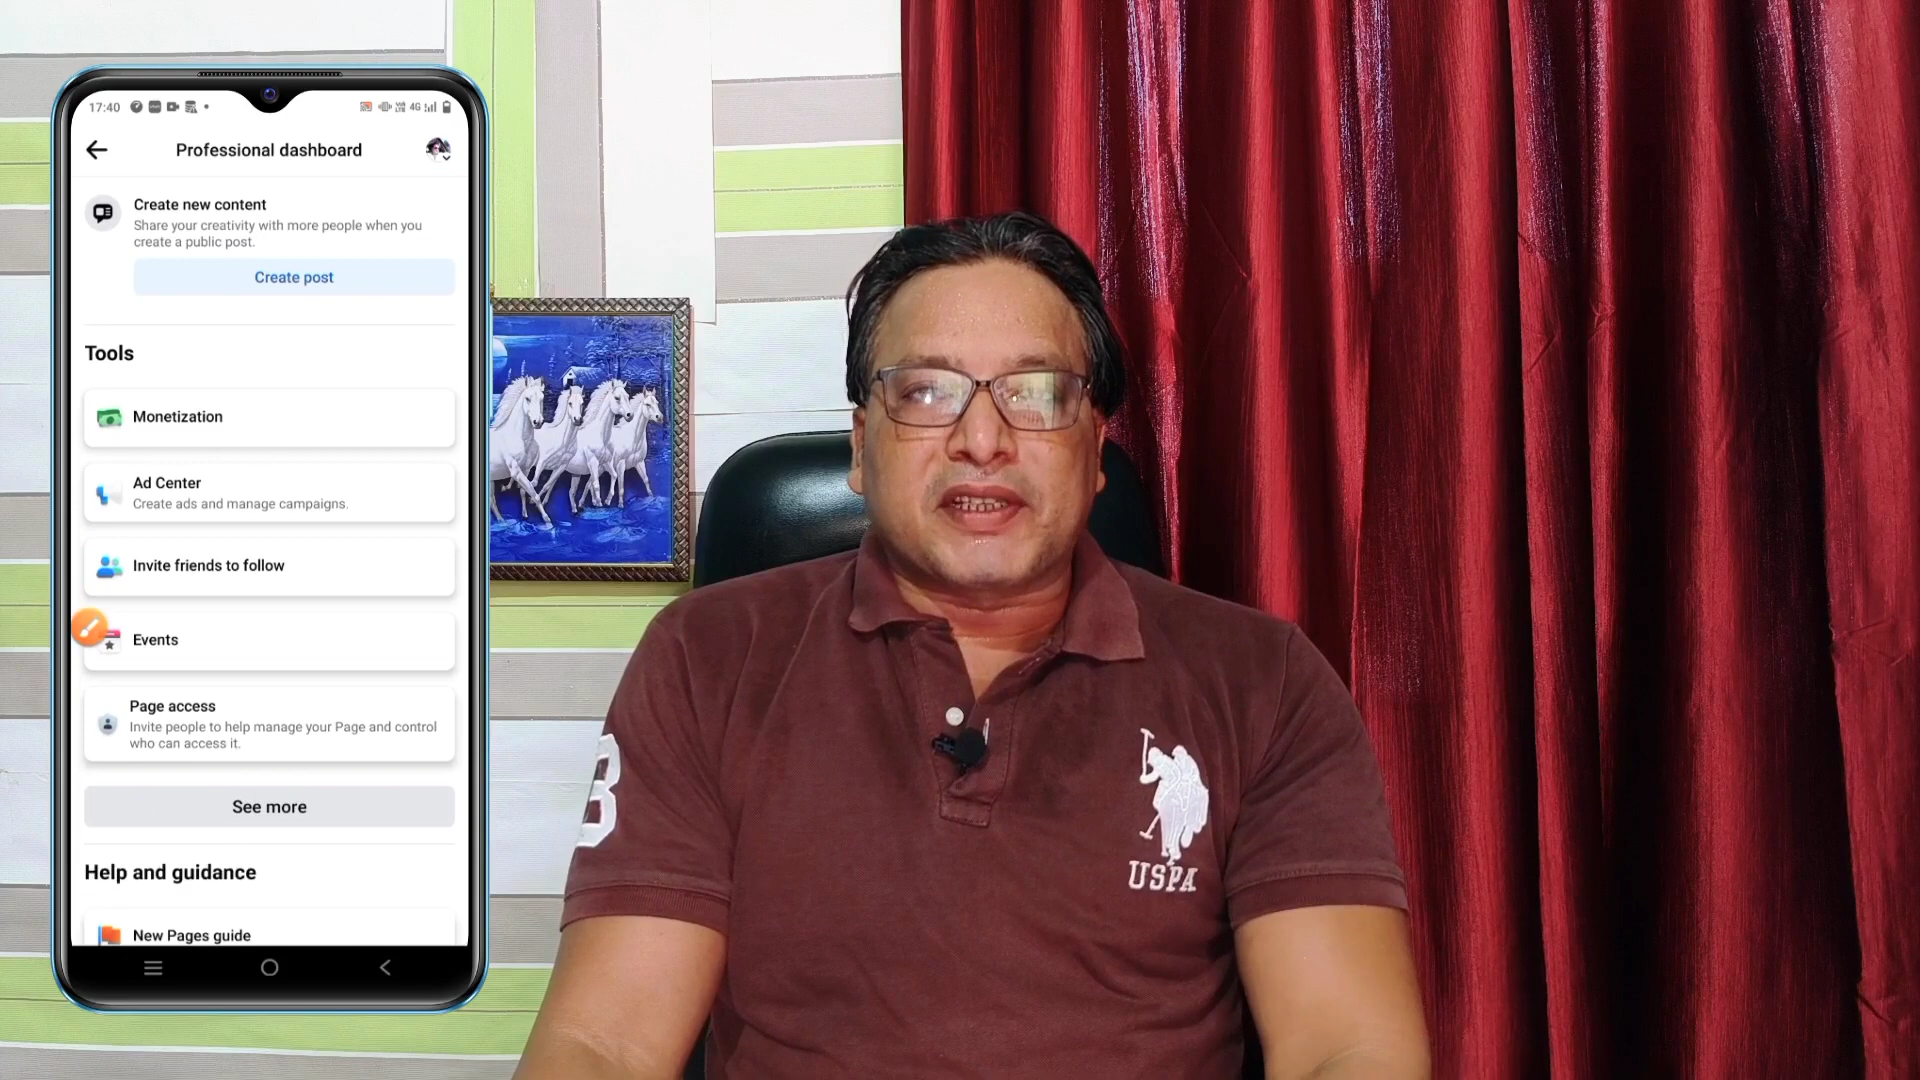 17:40
4G
Professional dashboard
Create new content
Share your creativity with more people when you
create a public post.
Create post
Tools
Monetization
Ad Center
Create ads and manage campaigns.
Invite friends to follow
Events
Page access
Invite people to help manage your Page and control
who can access it.
See more
Help and guidance
New Pages guide
3
USPA